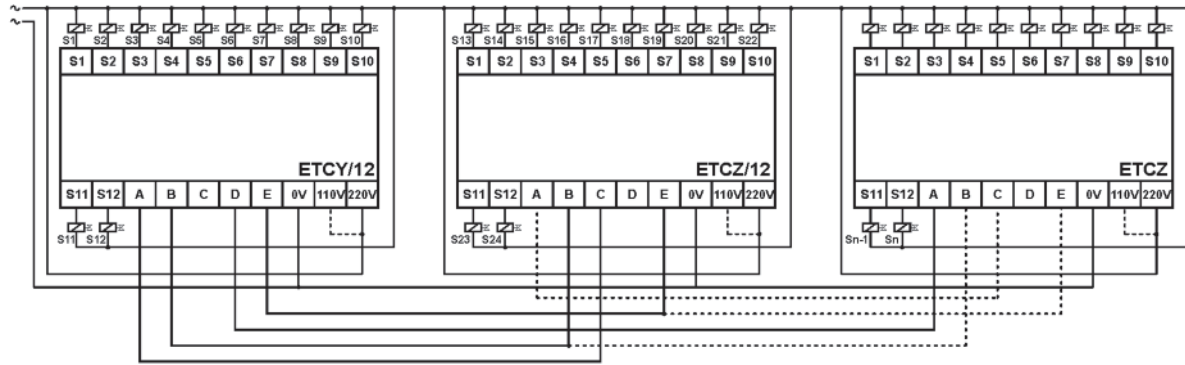 S1 S2 S3 S4 S5 S6 S7 S8 S9 S10 S13 S14 S15 S16 S17 S18 S19 S20 S21 S22
S1 S2 S3 S4 S5 S6 S7 S8 S9 S10 S1 S2 S3 S4 S5 S6 S7 S8 S9 S10 S1 S2 S3 S4 S5 S6 S7 S8 S9 S10
ETCY/12 ETCZ/12 ETCZ
S11 S12 A B C D E 0V 110V 220V S11 S12 A B C D E 0V 110V 220V S11 S12 A B C D E 0V 110V 220V
S11 S12 S23 S24 Sn-1 Sn